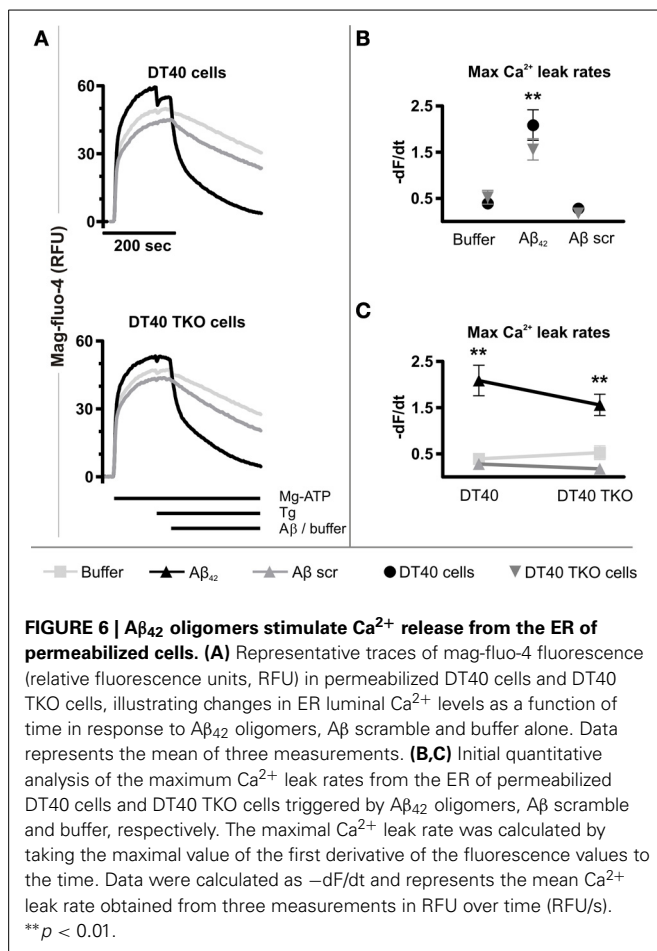 A
DT40 cells
60
30
0
200 sec
Mag-fluo-4 (RFU)
DT40 TKO cells
60
30
0
Mg-ATP
Tg
Aβ / buffer
B
Max Ca²⁺ leak rates
**
2.5
1.5
0.5
-dF/dt
Buffer
Aβ₄₂
Aβ scr
C
Max Ca²⁺ leak rates
**
**
2.5
1.5
0.5
-dF/dt
DT40
DT40 TKO
Buffer
Aβ₄₂
Aβ scr
DT40 cells
DT40 TKO cells
FIGURE 6 | Aβ₄₂ oligomers stimulate Ca²⁺ release from the ER of
permeabilized cells. (A) Representative traces of mag-fluo-4 fluorescence
(relative fluorescence units, RFU) in permeabilized DT40 cells and DT40
TKO cells, illustrating changes in ER luminal Ca²⁺ levels as a function of
time in response to Aβ₄₂ oligomers, Aβ scramble and buffer alone. Data
represents the mean of three measurements. (B,C) Initial quantitative
analysis of the maximum Ca²⁺ leak rates from the ER of permeabilized
DT40 cells and DT40 TKO cells triggered by Aβ₄₂ oligomers, Aβ scramble
and buffer, respectively. The maximal Ca²⁺ leak rate was calculated by
taking the maximal value of the first derivative of the fluorescence values to
the time. Data were calculated as −dF/dt and represents the mean Ca²⁺
leak rate obtained from three measurements in RFU over time (RFU/s).
**p < 0.01.